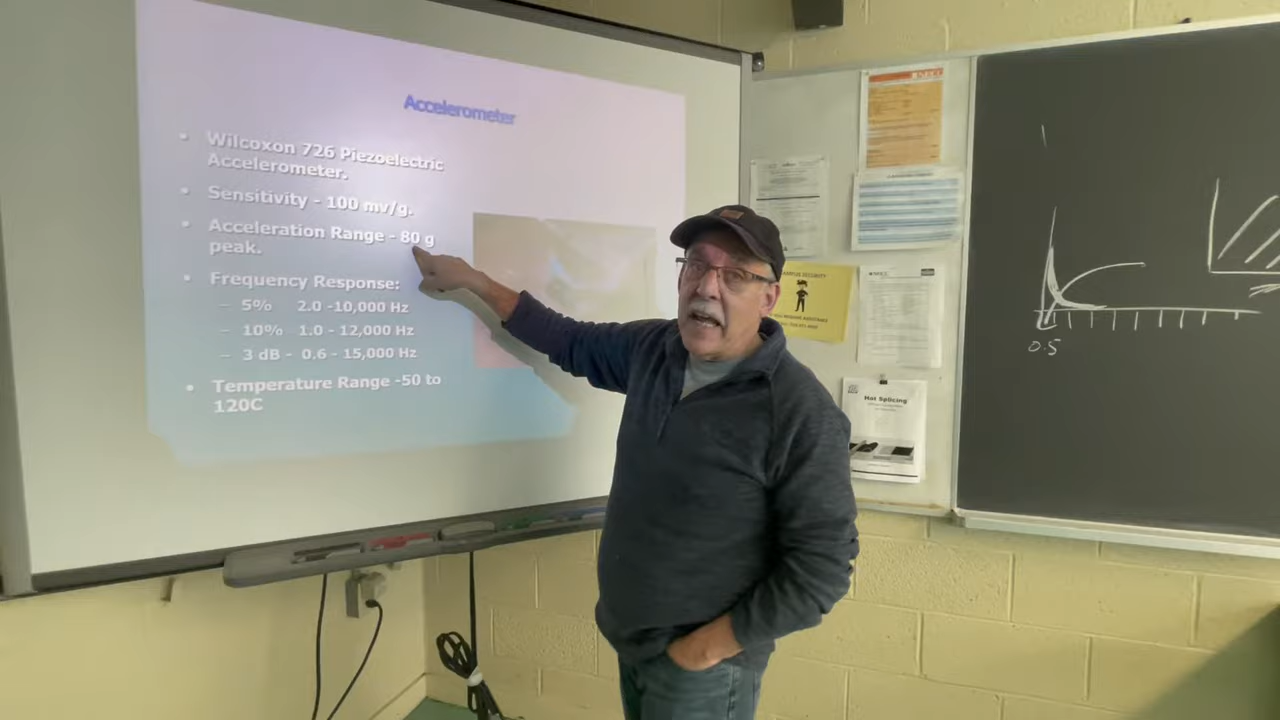 Accelerometer
• Wilcoxon 726 Piezoelectric
Accelerometer.
• Sensitivity - 100 mv/g.
• Acceleration Range - 80 g
peak.
• Frequency Response:
– 5% 2.0 -10,000 Hz
– 10% 1.0 - 12,000 Hz
– 3 dB - 0.6 - 15,000 Hz
• Temperature Range -50 to
120C
CAMPUS SECURITY
Hot Splicing
0.5